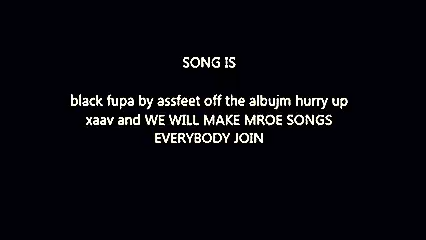 SONG IS
black fupa by assfeet off the albujm hurry up
xaav and WE WILL MAKE MROE SONGS
EVERYBODY JOIN